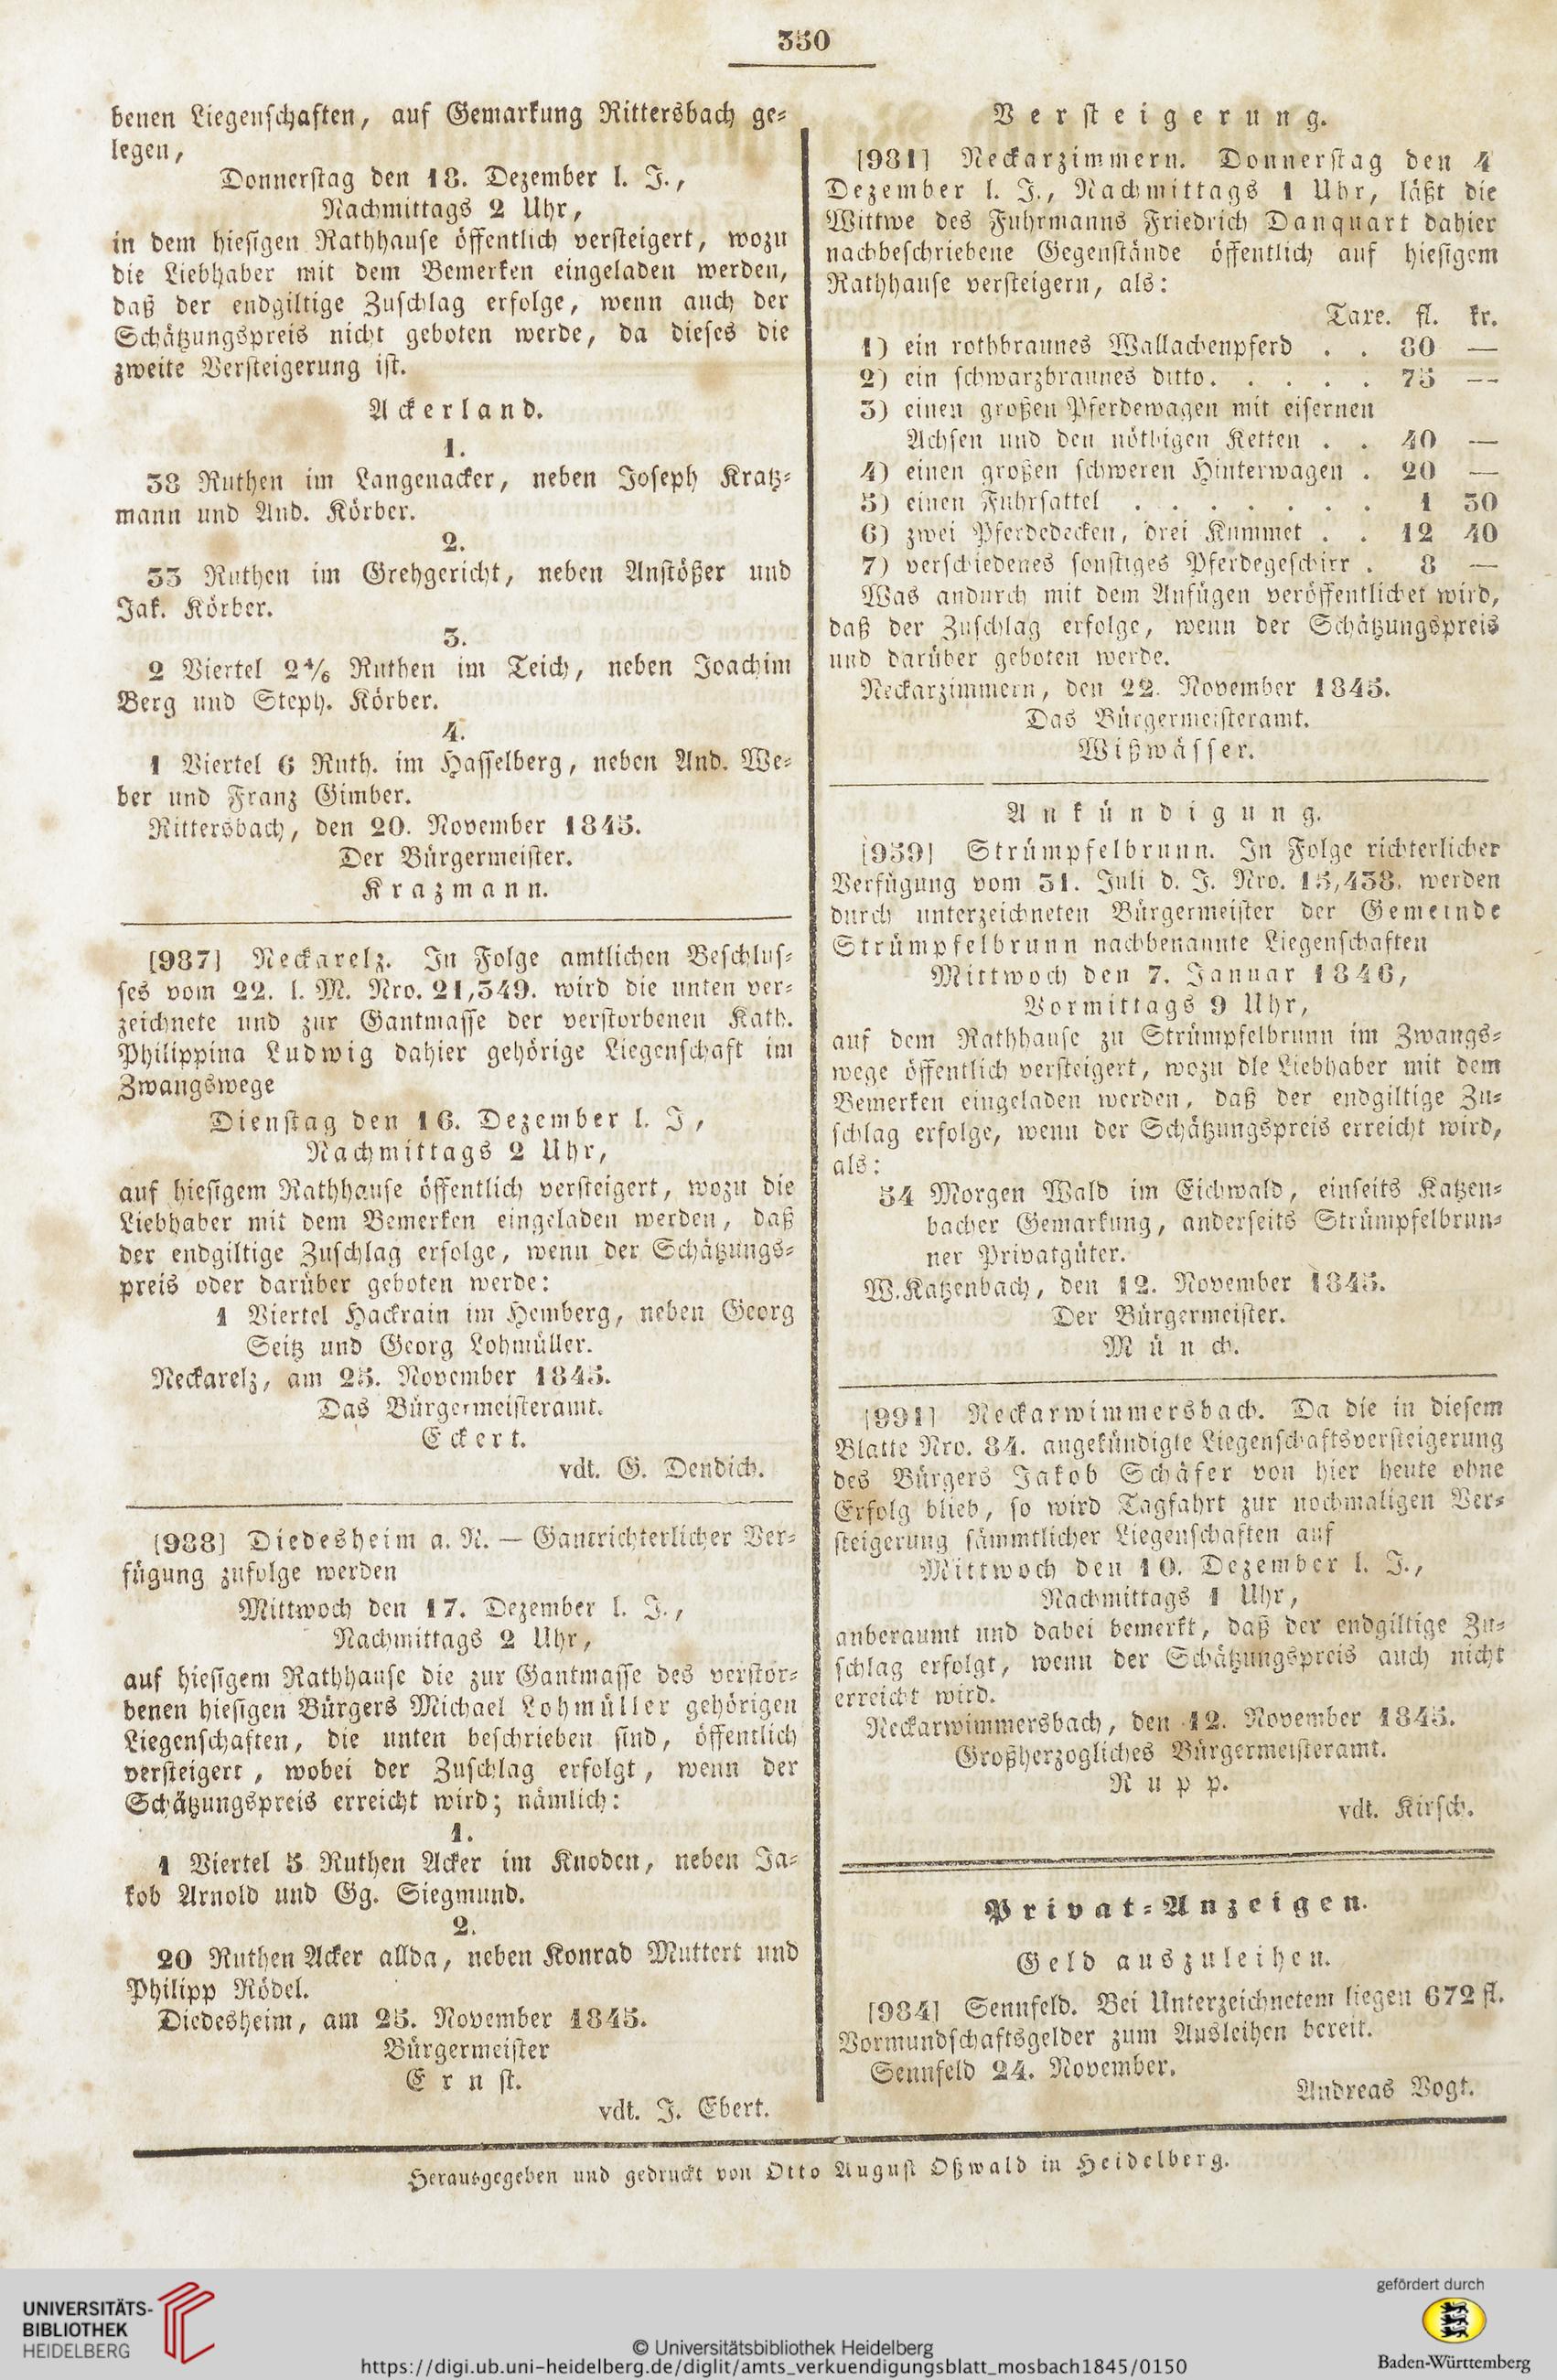 350
benen Liegenschaften, auf Gemarkung Rittersbach ge-
legen,
Donnerstag den 18. Dezember l. J.,
Nachmittags 2 Uhr,
in dem hiesigen Rathhause öffentlich versteigert, wozu
die Liebhaber mit dem Bemerken eingeladen werden,
daß der endgiltige Zuschlag erfolge, wenn auch der
Schätzungspreis nicht geboten werde, da dieses die
zweite Versteigerung ist.
Ackerland.
1.
38 Ruthen im Langenacker, neben Joseph Kratz-
mann und And. Körber.
2.
33 Ruthen im Grehgericht, neben Anstößer und
Jak. Körber.
3.
2 Viertel 2 4/6 Ruthen im Teich, neben Joachim
Berg und Steph. Körber.
4.
1 Viertel 6 Ruth. im Hasselberg, neben And. We-
ber und Franz Gimber.
Rittersbach, den 20. November 1845.
Der Bürgermeister.
Krazmann.
[987] Neckarelz. In Folge amtlichen Beschlus-
ses vom 22. l. M. Nro. 21,349. wird die unten ver-
zeichnete und zur Gantmasse der verstorbenen Kath.
Philippina Ludwig dahier gehörige Liegenschaft im
Zwangswege
Dienstag den 16. Dezember l. J,
Nachmittags 2 Uhr,
auf hiesigem Rathhause öffentlich versteigert, wozu die
Liebhaber mit dem Bemerken eingeladen werden, daß
der endgiltige Zuschlag erfolge, wenn der Schätzungs-
preis oder darüber geboten werde:
1 Viertel Hackrain im Hemberg, neben Georg
Seitz und Georg Lohmüller.
Neckarelz, am 25. November 1845.
Das Bürgermeisteramt.
Eckert.
vdt. G. Dendich.
[988] Diedesheim a. N. — Gantrichterlicher Ver-
fügung zufolge werden
Mittwoch den 17. Dezember l. J.,
Nachmittags 2 Uhr,
auf hiesigem Rathhause die zur Gantmasse des verstor-
benen hiesigen Bürgers Michael Lohmüller gehörigen
Liegenschaften, die unten beschrieben sind, öffentlich
versteigert, wobei der Zuschlag erfolgt, wenn der
Schätzungspreis erreicht wird; nämlich:
1.
1 Viertel 5 Ruthen Acker im Knoden, neben Ja-
kob Arnold und Gg. Siegmund.
2.
20 Ruthen Acker allda, neben Konrad Muttert und
Philipp Rödel.
Diedesheim, am 25. November 1845.
Bürgermeister
Ernst.
vdt. J. Ebert.
Versteigerung.
[981] Neckarzimmern. Donnerstag den 4
Dezember l. J., Nachmittags 1 Uhr, läßt die
Wittwe des Fuhrmanns Friedrich Danquart dahier
nachbeschriebene Gegenstände öffentlich auf hiesigem
Rathhause versteigern, als:
Taxe. fl. kr.
1) ein rothbraunes Wallachenpferd . . 80 —
2) ein schwarzbraunes ditto. . . . . . 75 —
3) einen großen Pferdewagen mit eisernen
Achsen und den nöthigen Ketten . . 40 —
4) einen großen schweren Hinterwagen . 20 —
5) einen Fuhrsattel . . . . . . . 1 30
6) zwei Pferdedecken, drei Kummet . . 12 40
7) verschiedenes sonstiges Pferdegeschirr . 8 —
Was andurch mit dem Anfügen veröffentlichet wird,
daß der Zuschlag erfolge, wenn der Schätzungspreis
und darüber geboten werde.
Neckarzimmern, den 22. November 1845.
Das Bürgermeisteramt.
Wißwässer.
Ankündigung.
[959] Strümpfelbrunn. In Folge richterlicher
Verfügung vom 31. Juli d. J. Nro. 15,438. werden
durch unterzeichneten Bürgermeister der Gemeinde
Strümpfelbrunn nachbenannte Liegenschaften
Mittwoch den 7. Januar 1846,
Vormittags 9 Uhr,
auf dem Rathhause zu Strümpfelbrunn im Zwangs-
wege öffentlich versteigert, wozu dle Liebhaber mit dem
Bemerken eingeladen werden, daß der endgiltige Zu-
schlag erfolge, wenn der Schätzungspreis erreicht wird,
als:
54 Morgen Wald im Eichwald, einseits Katzen-
bacher Gemarkung, anderseits Strümpfelbrun-
ner Privatgüter.
W.Katzenbach, den 12. November 1845.
Der Bürgermeister.
Münch.
[991] Neckarwimmersbach. Da die in diesem
Blatte Nro. 84. angekündigte Liegenschaftsversteigerung
des Bürgers Jakob Schäfer von hier heute ohne
Erfolg blieb, so wird Tagfahrt zur nochmaligen Ver-
steigerung sämmtlicher Liegenschaften auf
Mittwoch den 10. Dezember l. J.,
Nachmittags 1 Uhr,
anberaumt und dabei bemerkt, daß der endgiltige Zu-
schlag erfolgt, wenn der Schätzungspreis auch nicht
erreicht wird.
Neckarwimmersbach, den 12. November 1845.
Großherzogliches Bürgermeisteramt.
Rupp.
vdt. Kirsch.
Privat-Anzeigen.
Geld auszuleihen.
[984] Sennfeld. Bei Unterzeichnetem liegen 672 fl.
Vormundschaftsgelder zum Ausleihen bereit.
Sennfeld 24. November.
Andreas Vogt.
Herausgegeben und gedruckt von Otto August Oßwald in Heidelberg.
UNIVERSITÄTS-
BIBLIOTHEK
HEIDELBERG
© Universitätsbibliothek Heidelberg
https://digi.ub.uni-heidelberg.de/diglit/amts_verkuendigungsblatt_mosbach1845/0150
gefördert durch
Baden-Württemberg